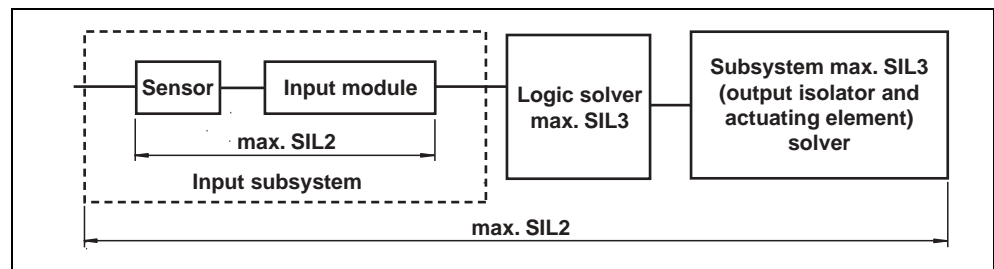 Sensor
Input module
max. SIL2
Input subsystem
Logic solver
max. SIL3
Subsystem max. SIL3
(output isolator and
actuating element)
solver
max. SIL2